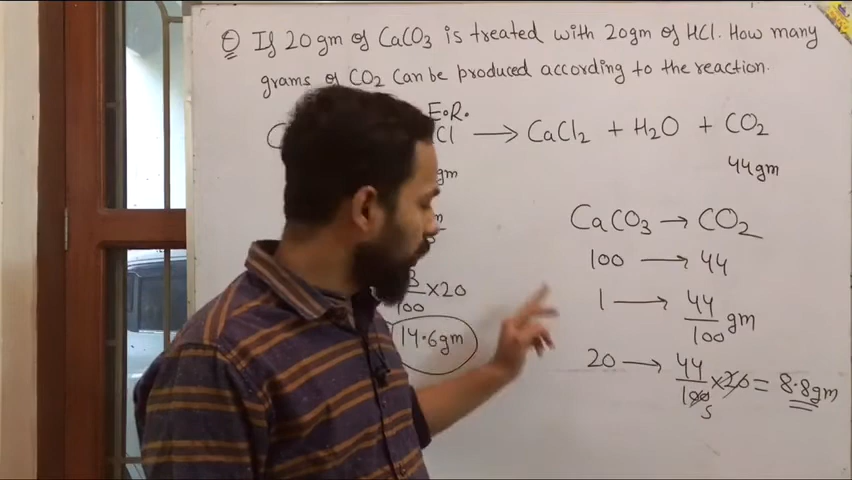 Q If 20gm of CaCO3 is treated with 20gm of HCl. How many
grams of CO2 can be produced according to the reaction.
E.R.
C Cl → CaCl2 + H2O + CO2
gm 44gm
CaCO3 → CO2
100 → 44
1 → 44/100 gm
100 ×20
14.6gm
20 → 44/100 ×20 = 8.8gm
5